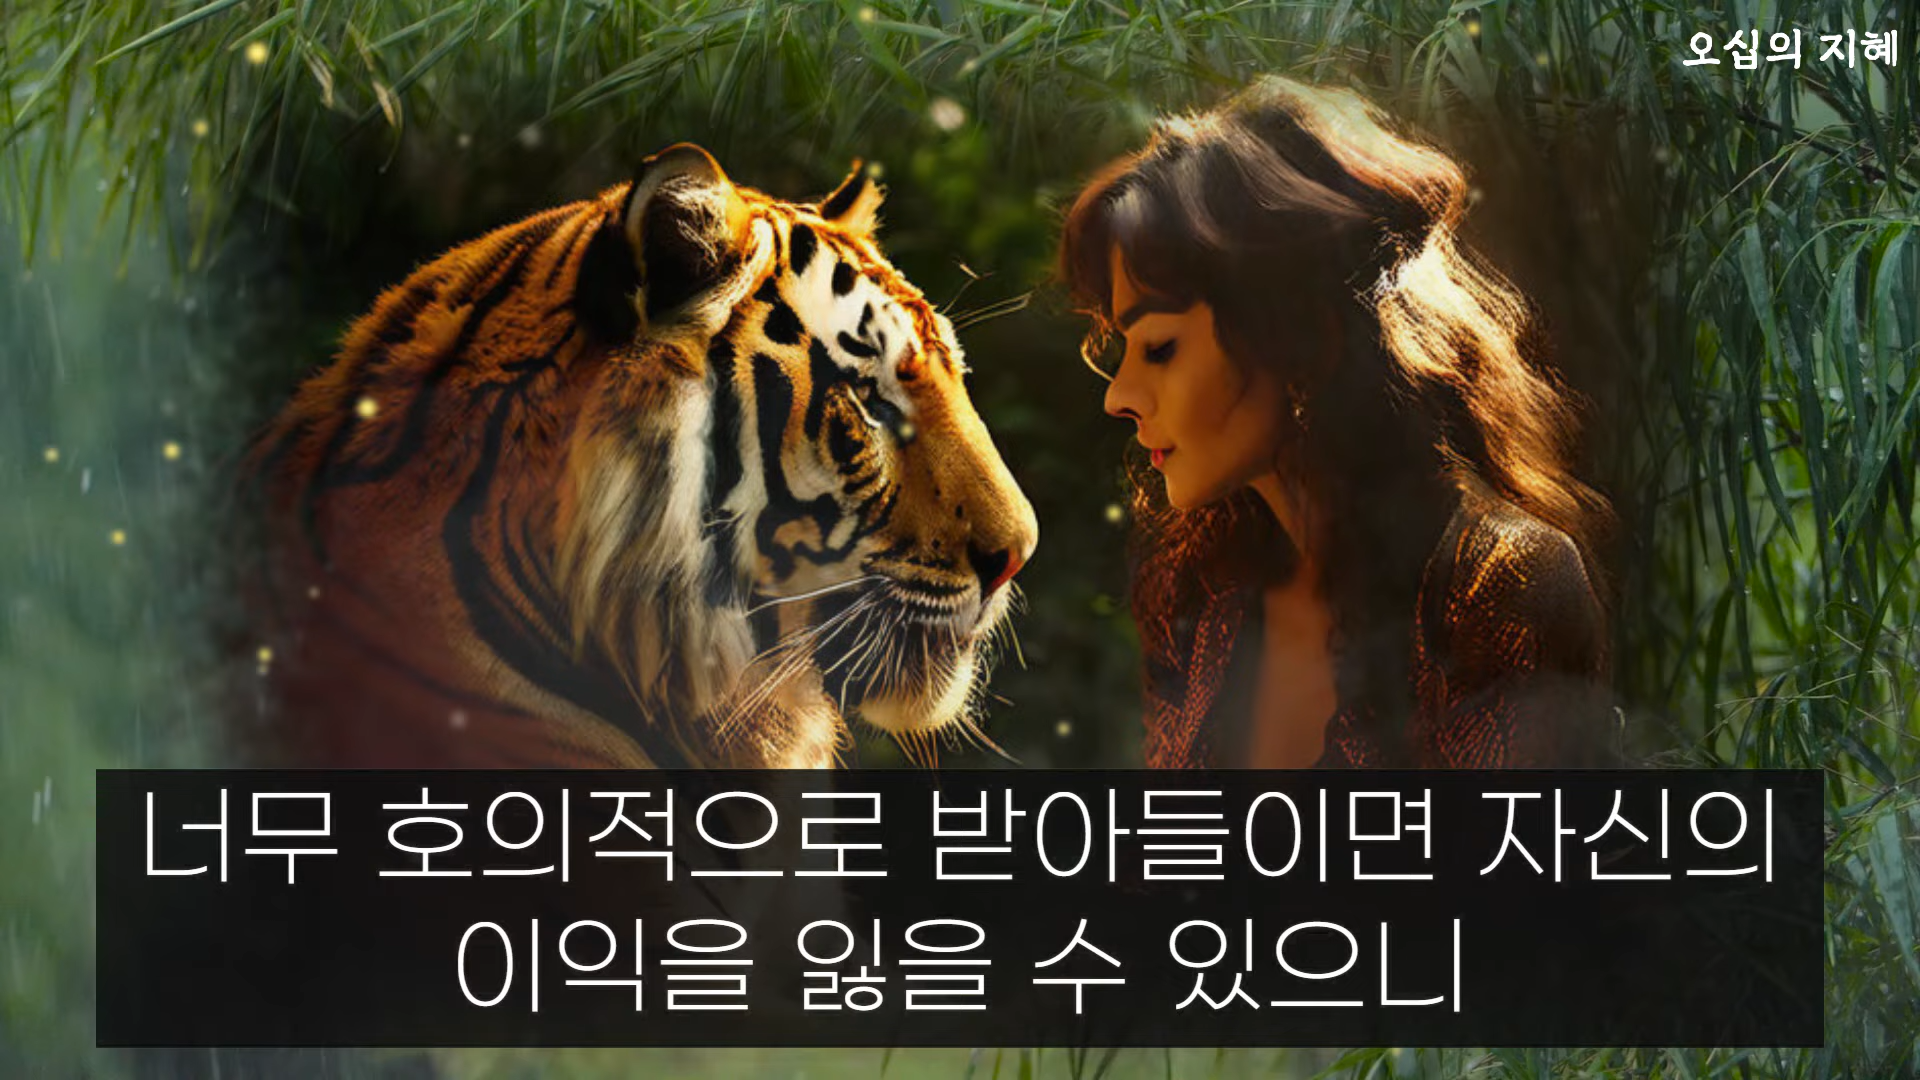 오십의 지혜
너무 호의적으로 받아들이면 자신의
이익을 잃을 수 있으니